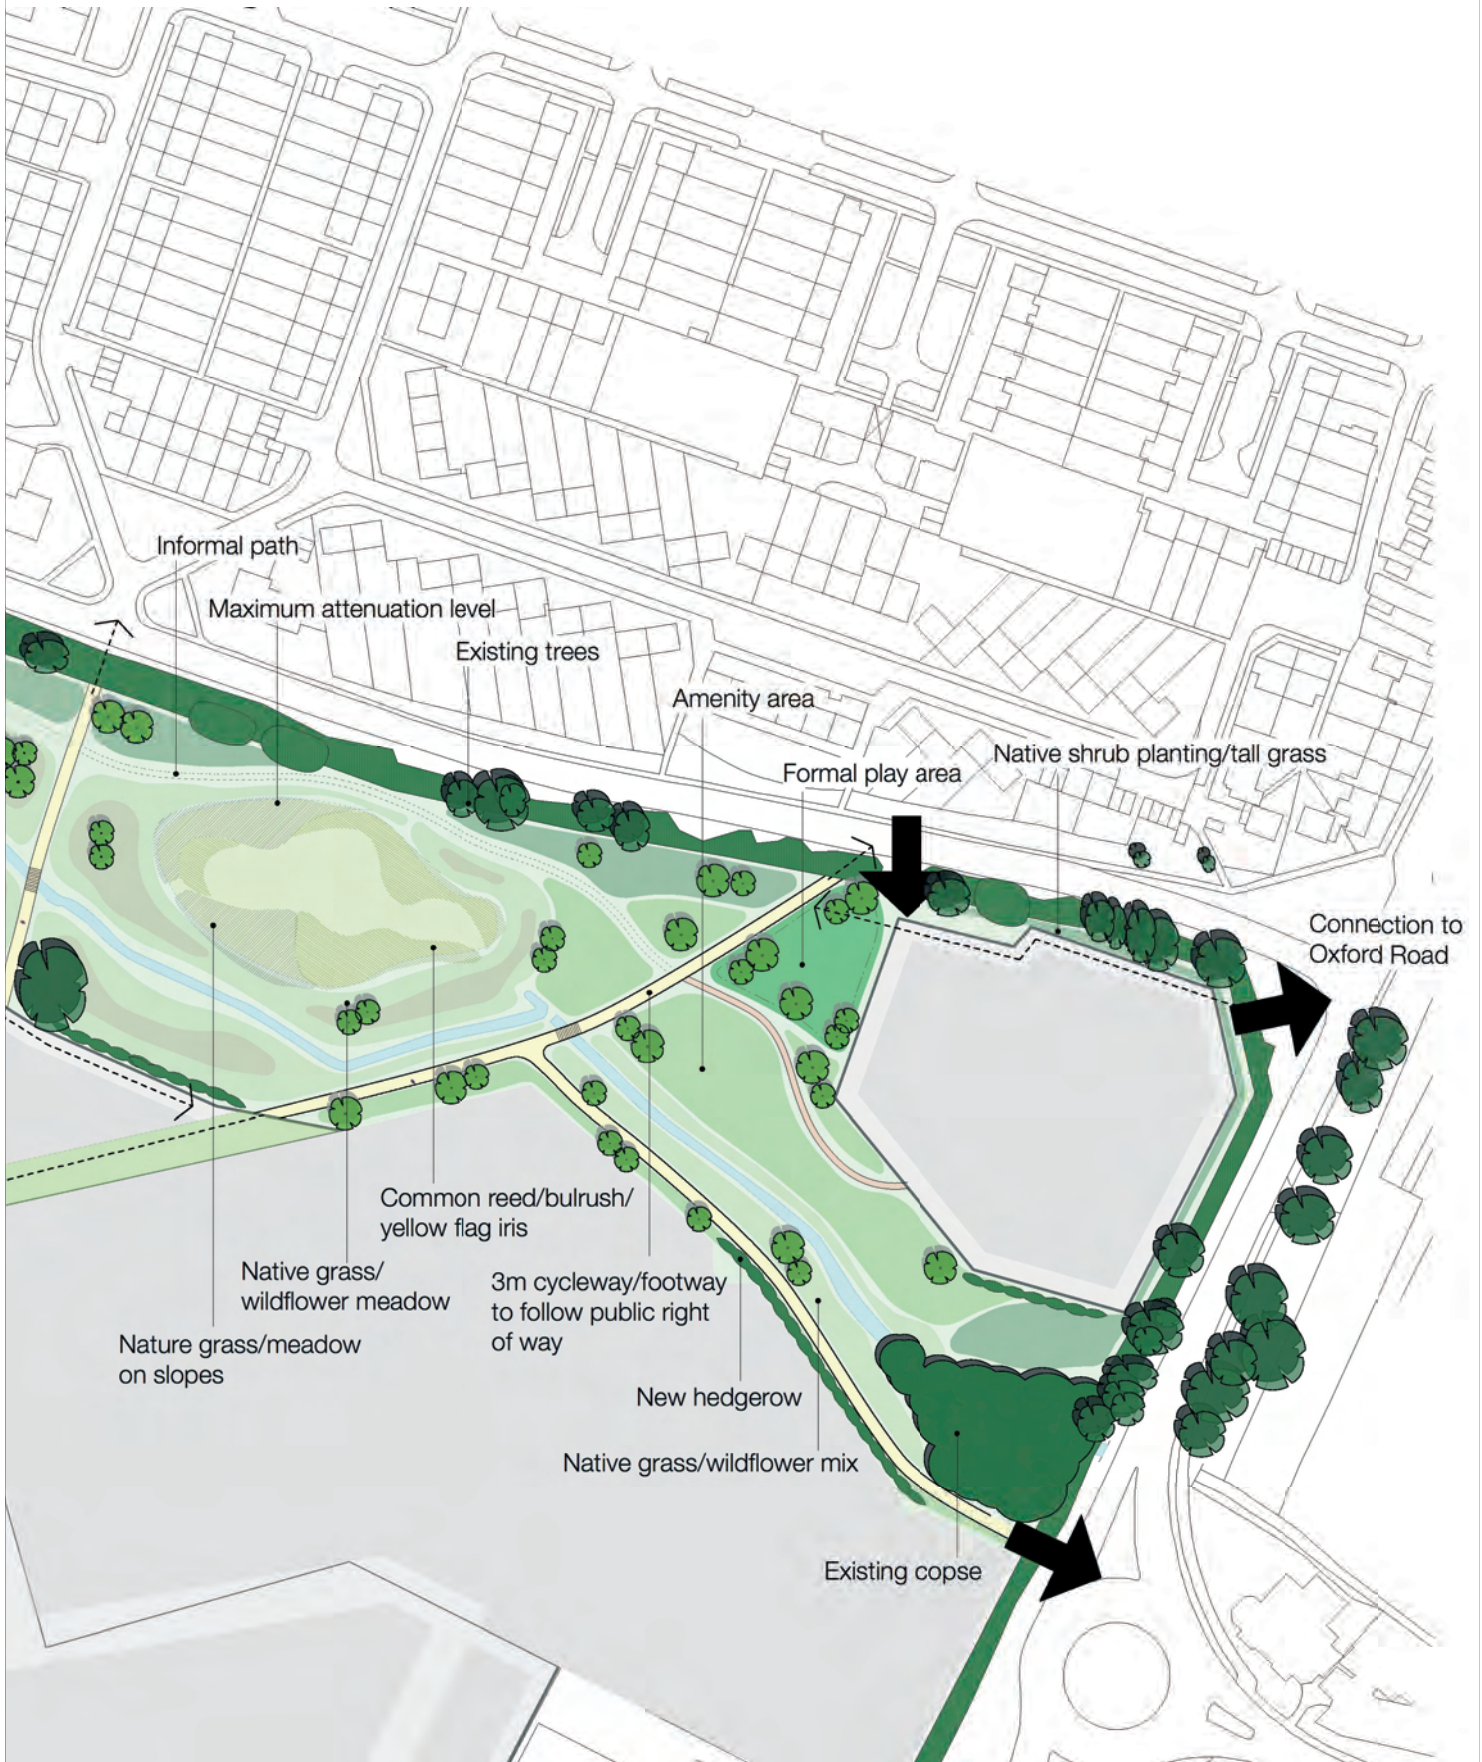 Informal path
Maximum attenuation level
Existing trees
Amenity area
Native shrub planting/tall grass
Formal play area
Connection to
Oxford Road
Common reed/bulrush/
yellow flag iris
Native grass/
wildflower meadow
3m cycleway/footway
to follow public right
of way
Nature grass/meadow
on slopes
New hedgerow
Native grass/wildflower mix
Existing copse